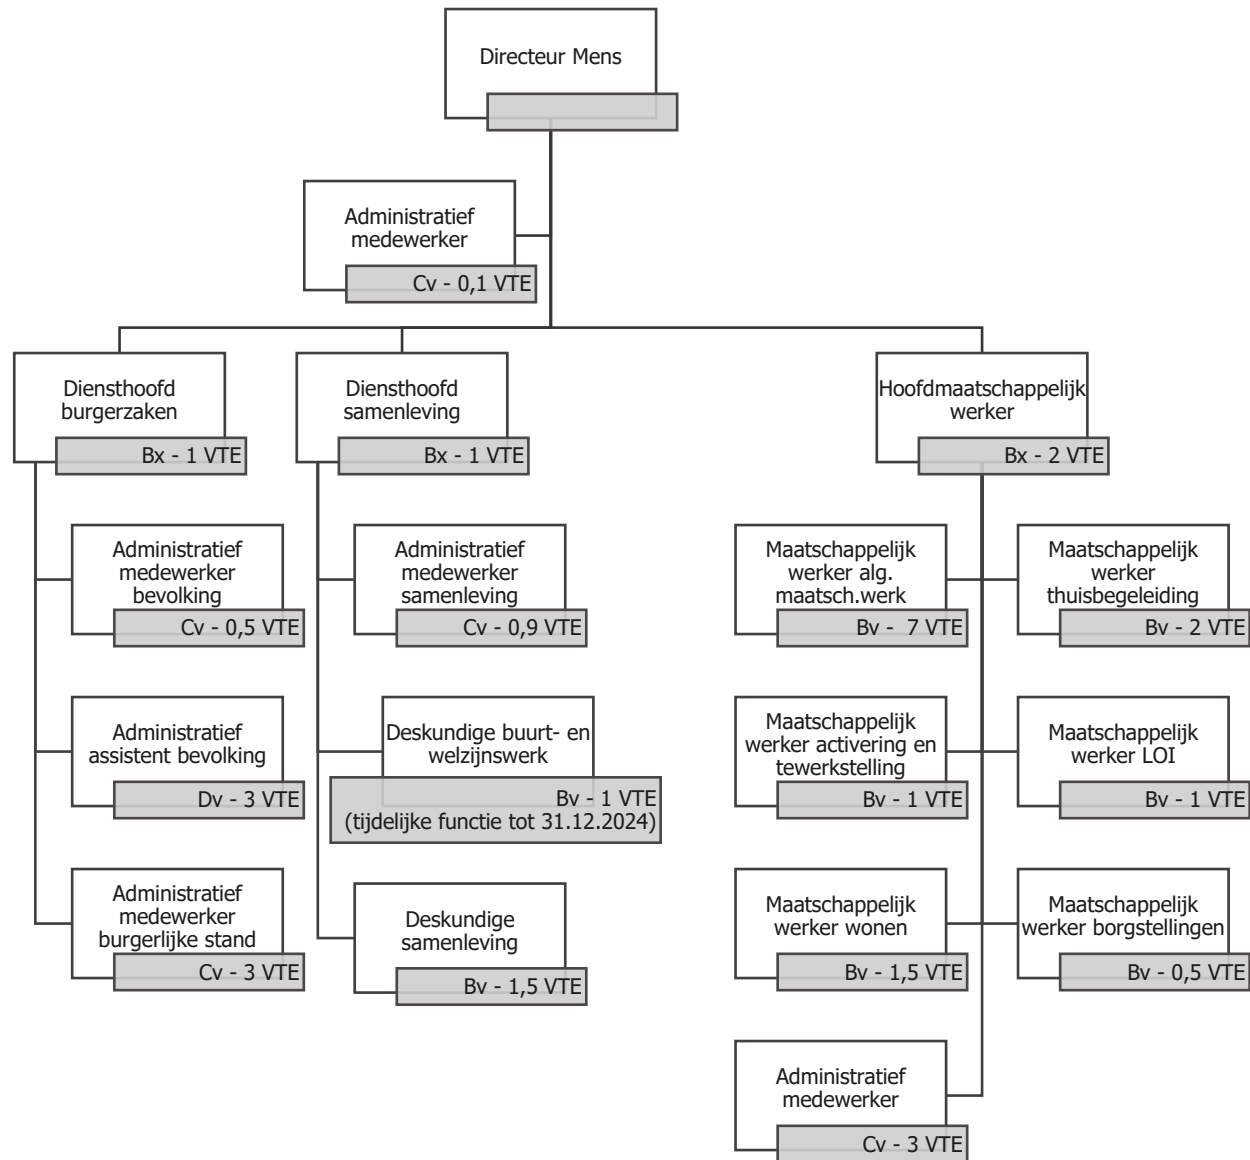 Directeur Mens
Administratief
medewerker
Cv - 0,1 VTE
Diensthoofd
burgerzaken
Bx - 1 VTE
Administratief
medewerker
bevolking
Cv - 0,5 VTE
Administratief
assistent bevolking
Dv - 3 VTE
Administratief
medewerker
burgerlijke stand
Cv - 3 VTE
Diensthoofd
samenleving
Bx - 1 VTE
Administratief
medewerker
samenleving
Cv - 0,9 VTE
Deskundige buurt- en
welzijnswerk
Bv - 1 VTE
(tijdelijke functie tot 31.12.2024)
Deskundige
samenleving
Bv - 1,5 VTE
Hoofdmaatschappelijk
werker
Bx - 2 VTE
Maatschappelijk
werker alg.
maatsch.werk
Bv -  7 VTE
Maatschappelijk
werker
thuisbegeleiding
Bv - 2 VTE
Maatschappelijk
werker activering en
tewerkstelling
Bv - 1 VTE
Maatschappelijk
werker LOI
Bv - 1 VTE
Maatschappelijk
werker wonen
Bv - 1,5 VTE
Maatschappelijk
werker borgstellingen
Bv - 0,5 VTE
Administratief
medewerker
Cv - 3 VTE